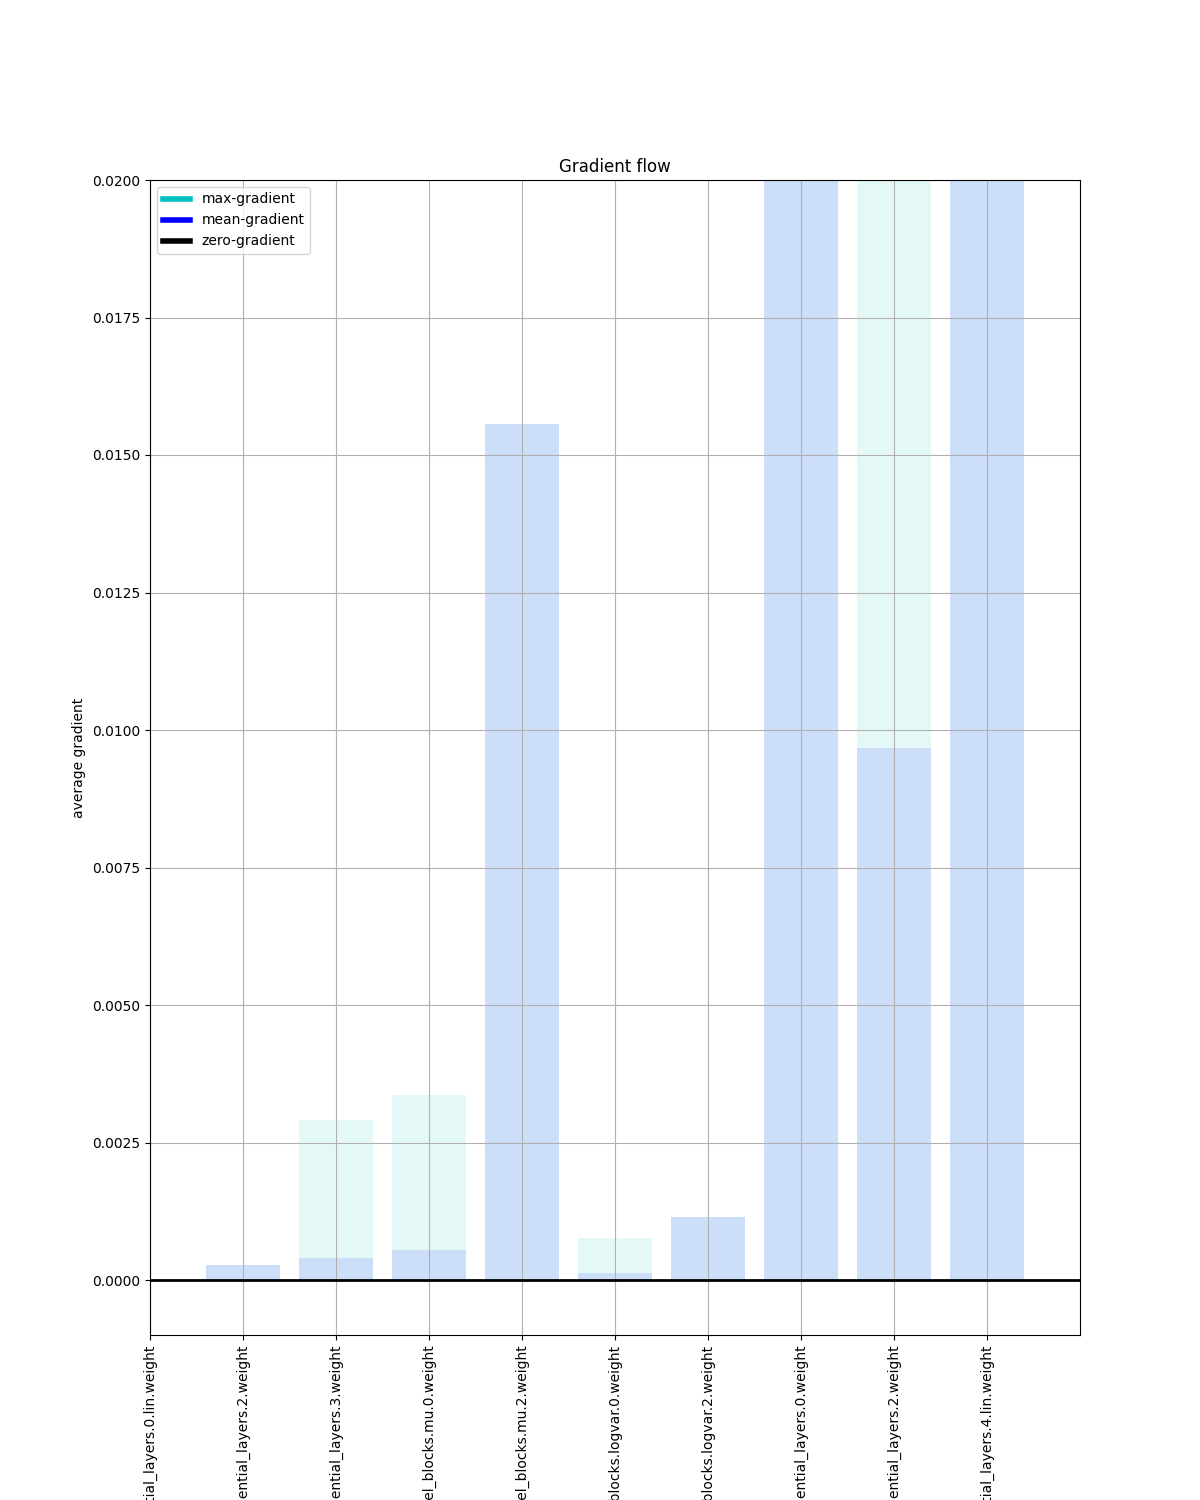 Gradient flow
max-gradient
mean-gradient
zero-gradient
0.0200
0.0175
0.0150
0.0125
0.0100
0.0075
0.0050
0.0025
0.0000
average gradient
tial_layers.0.lin.weight
ential_layers.2.weight
ential_layers.3.weight
el_blocks.mu.0.weight
el_blocks.mu.2.weight
blocks.logvar.0.weight
blocks.logvar.2.weight
ential_layers.0.weight
ential_layers.2.weight
tial_layers.4.lin.weight